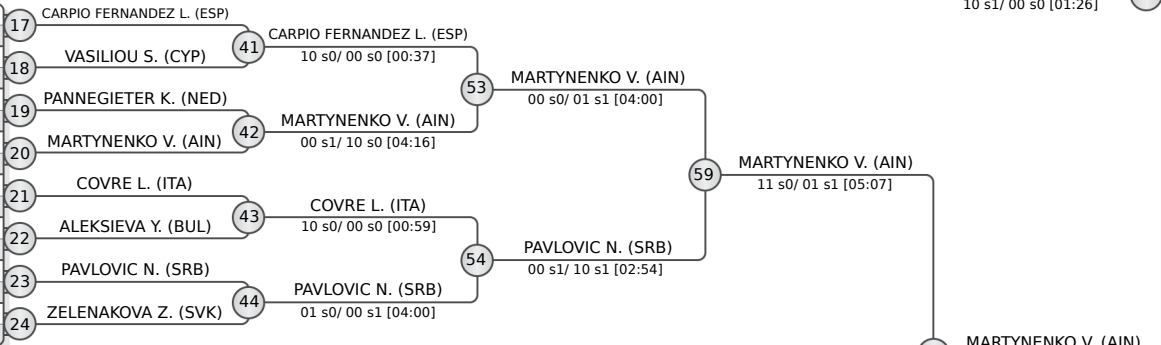 10 s1/ 00 s0 [01:26]
17
CARPIO FERNANDEZ L. (ESP)
41
CARPIO FERNANDEZ L. (ESP)
10 s0/ 00 s0 [00:37]
18
VASILIOU S. (CYP)
53
MARTYNENKO V. (AIN)
00 s0/ 01 s1 [04:00]
19
PANNEGIETER K. (NED)
42
MARTYNENKO V. (AIN)
00 s1/ 10 s0 [04:16]
20
MARTYNENKO V. (AIN)
59
MARTYNENKO V. (AIN)
11 s0/ 01 s1 [05:07]
21
COVRE L. (ITA)
43
COVRE L. (ITA)
10 s0/ 00 s0 [00:59]
22
ALEKSIEVA Y. (BUL)
54
PAVLOVIC N. (SRB)
00 s1/ 10 s1 [02:54]
23
PAVLOVIC N. (SRB)
44
PAVLOVIC N. (SRB)
01 s0/ 00 s1 [04:00]
24
ZELENAKOVA Z. (SVK)
MARTYNENKO V. (AIN)